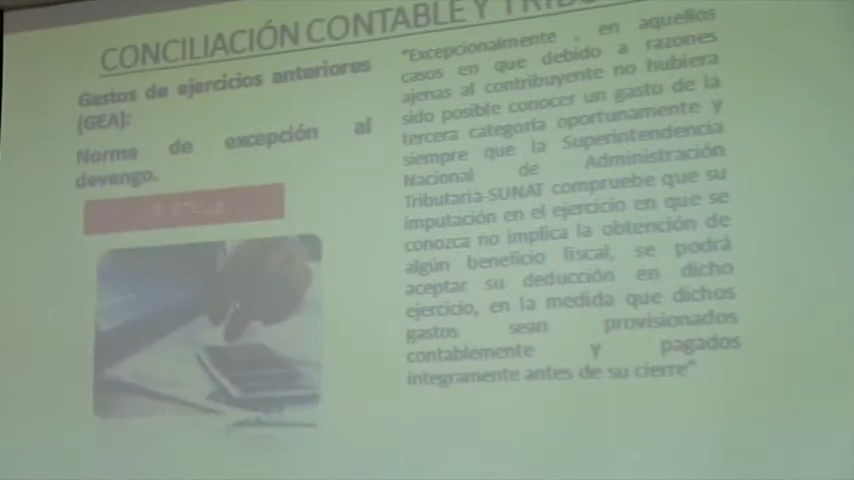 CONCILIACIÓN CONTABLE Y
Gastos de ejercicios anteriores
(GEA):
Norma de excepción al
devengo.
"Excepcionalmente , en aquellos
casos en que debido a razones
ajenas al contribuyente no hubiera
sido posible conocer un gasto de la
tercera categoría oportunamente y
siempre que la Superintendencia
Nacional de Administración
Tributaria-SUNAT compruebe que su
imputación en el ejercicio en que se
conozca no implica la obtención de
algún beneficio fiscal, se podrá
aceptar su deducción en dicho
ejercicio, en la medida que dichos
gastos sean provisionados
contablemente y pagados
íntegramente antes de su cierre"